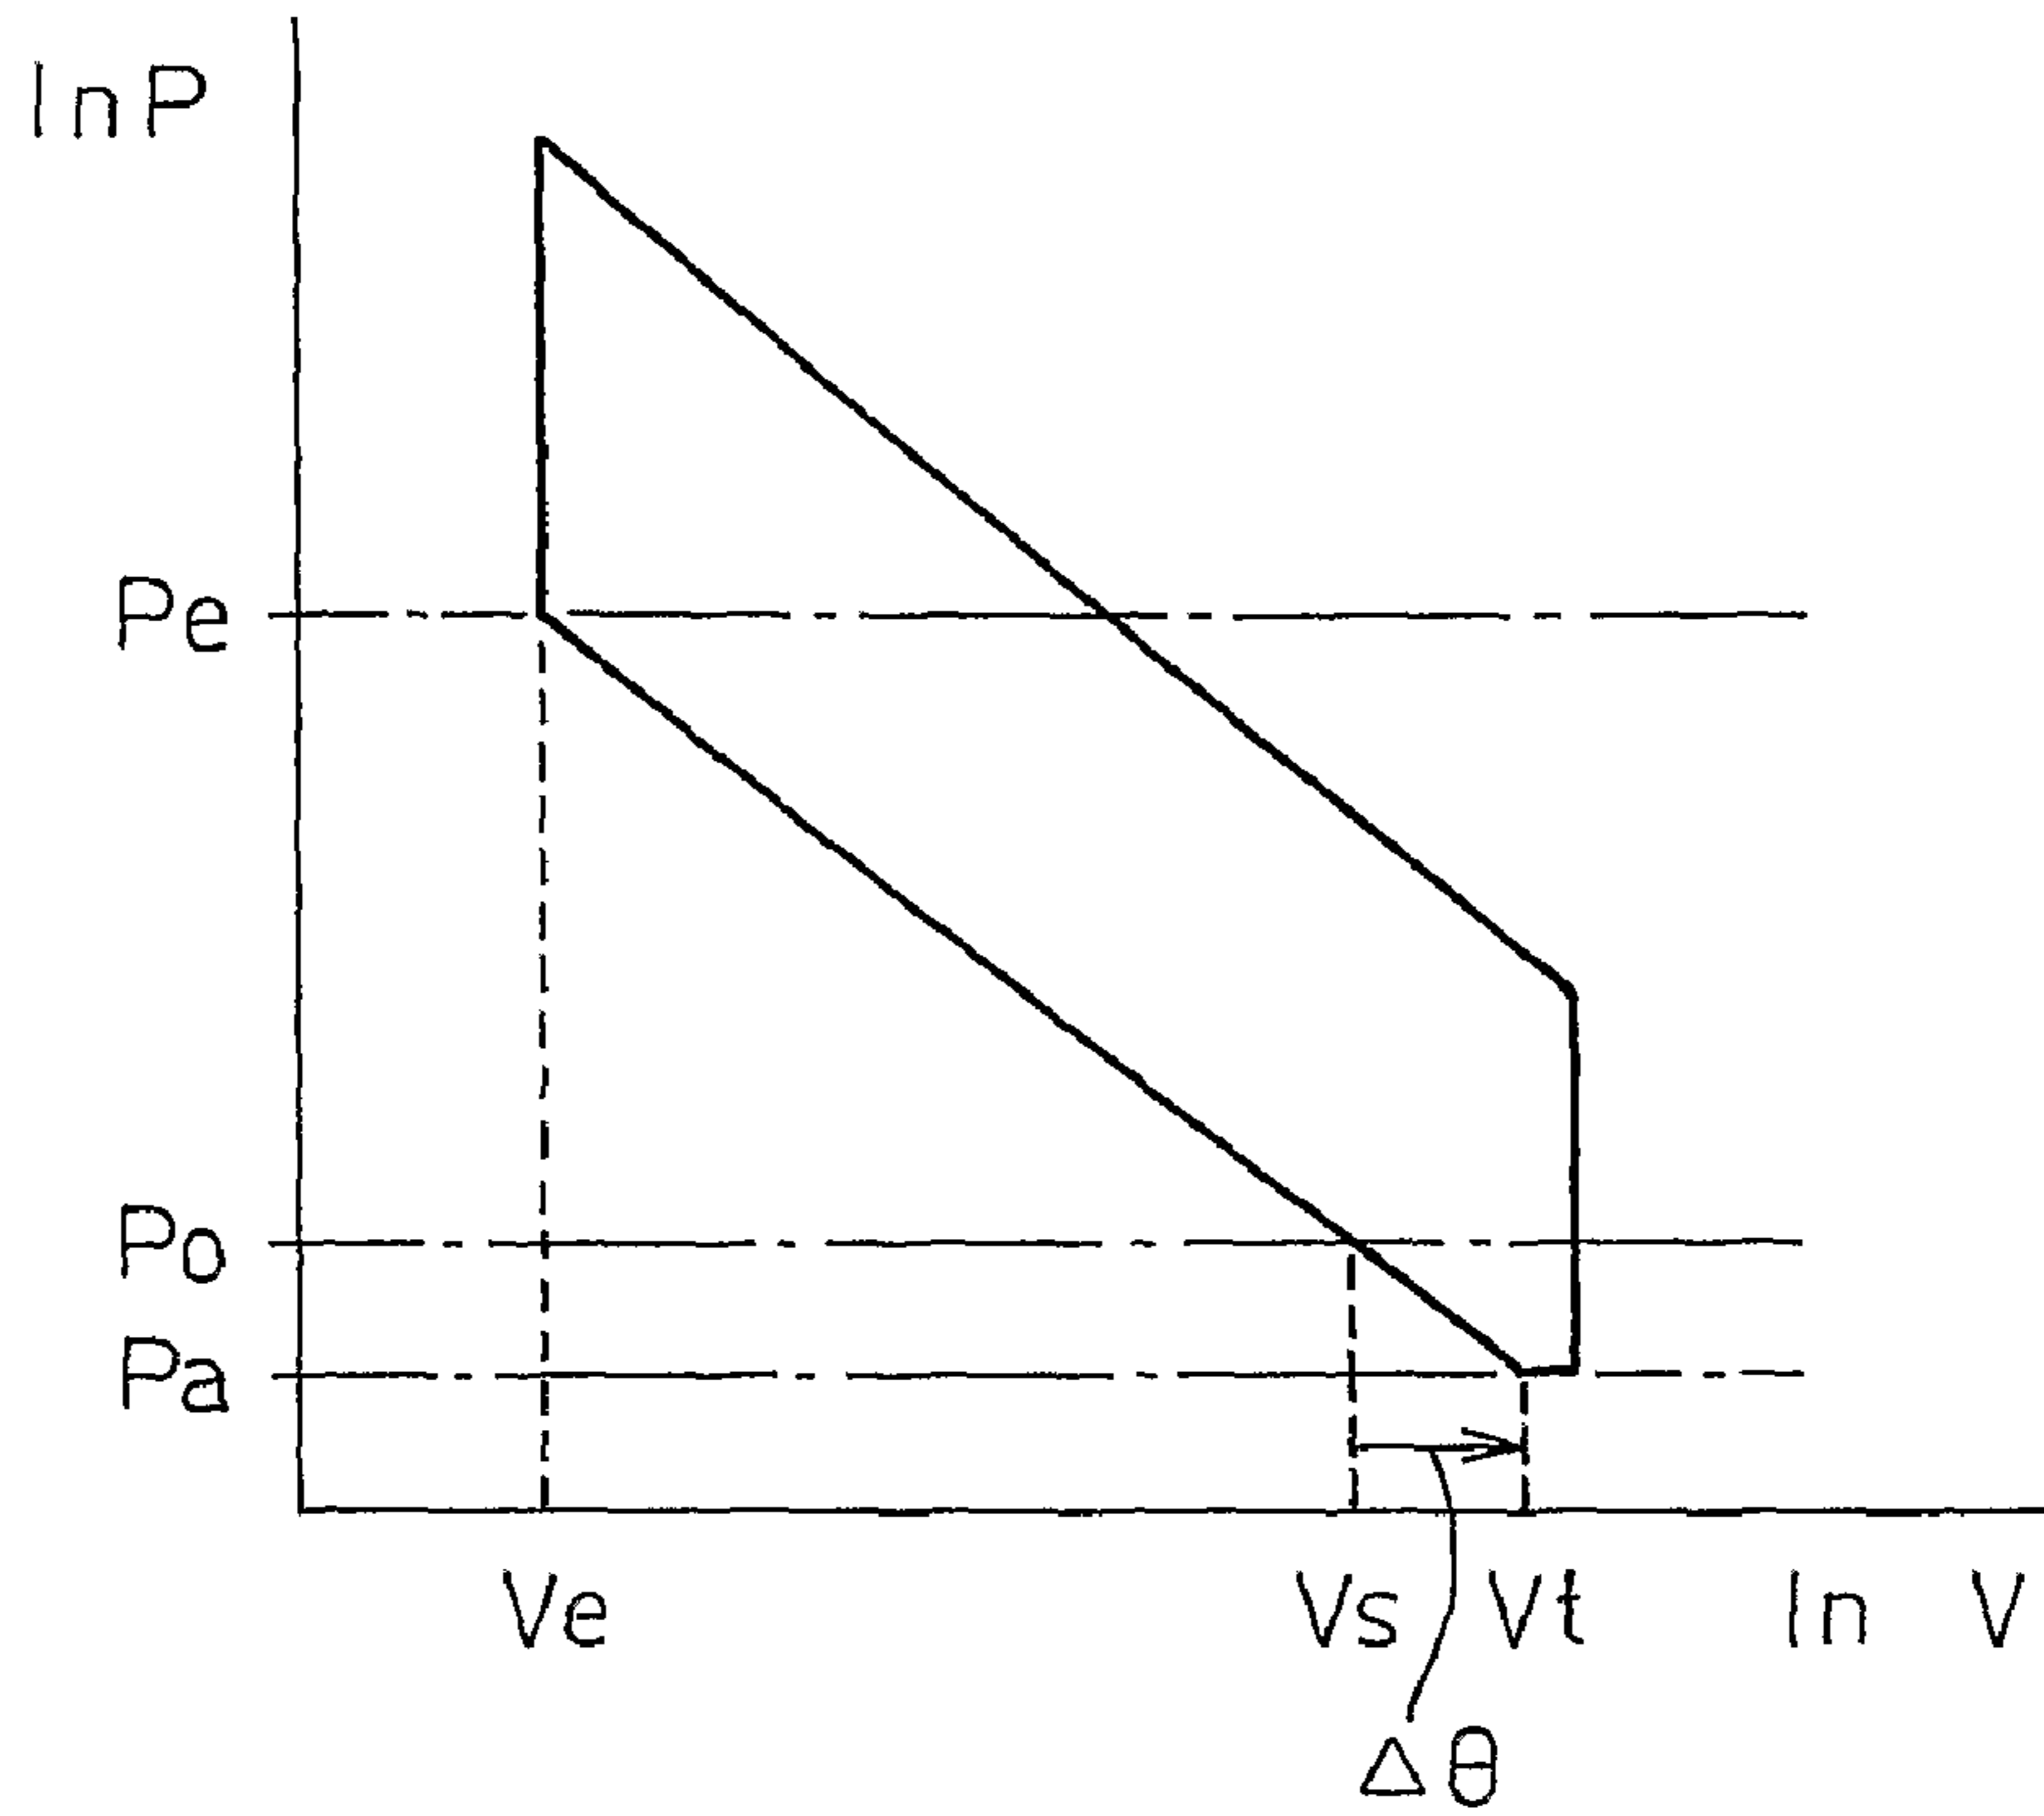 lnP
Pe
Po
Pa
Ve Vs Vt ln V
Δθ